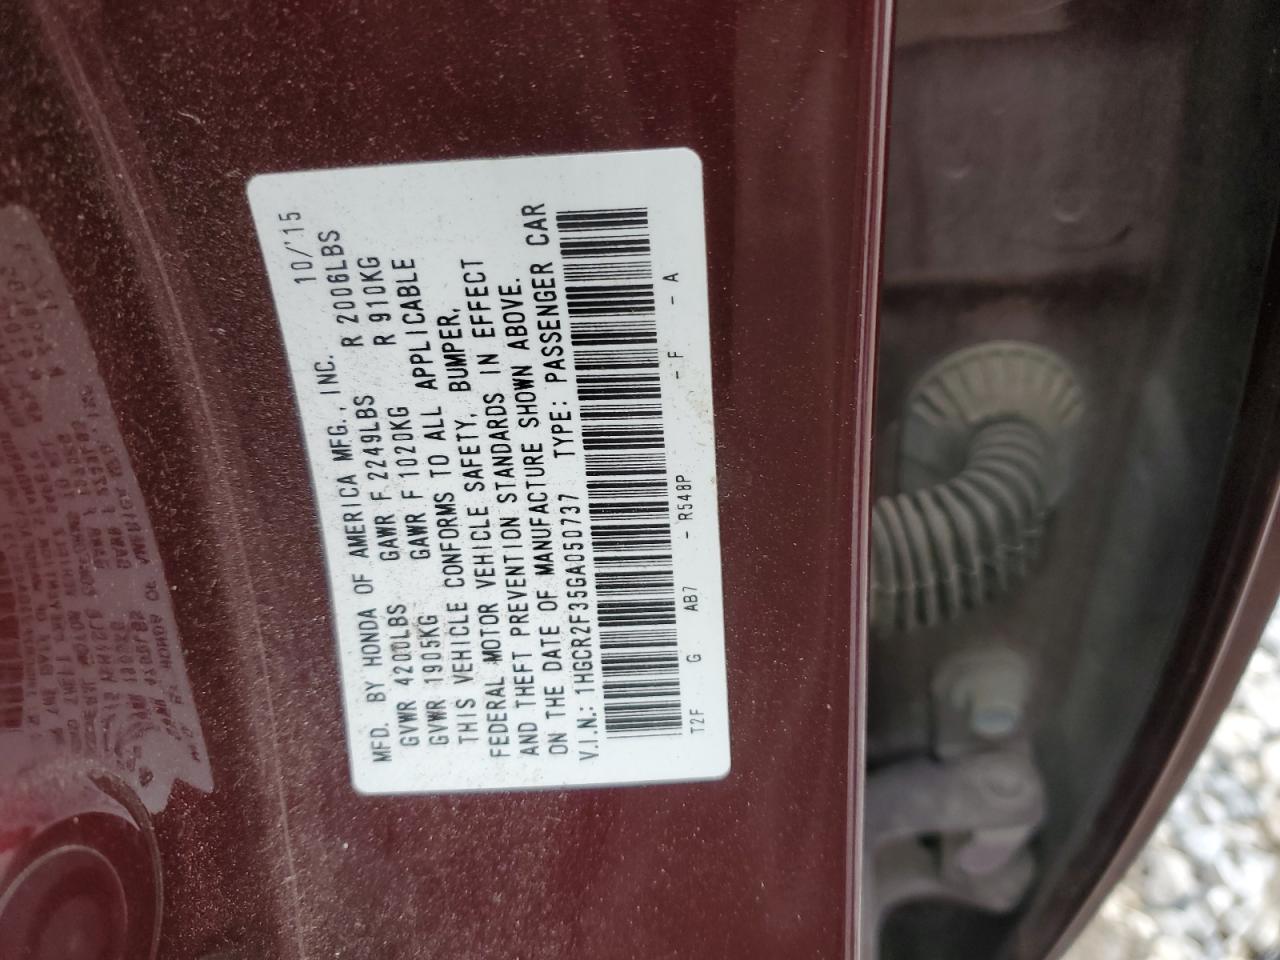 MFD. BY HONDA OF AMERICA MFG., INC. 10/'15
GVWR 4200LBS GAWR F 2249LBS R 2006LBS
GVWR 1905KG GAWR F 1020KG R 910KG
THIS VEHICLE CONFORMS TO ALL APPLICABLE
FEDERAL MOTOR VEHICLE SAFETY, BUMPER,
AND THEFT PREVENTION STANDARDS IN EFFECT
ON THE DATE OF MANUFACTURE SHOWN ABOVE.
V.I.N.: 1HGCR2F35GA050737 TYPE: PASSENGER CAR
T2F G AB7 - R548P - F - A